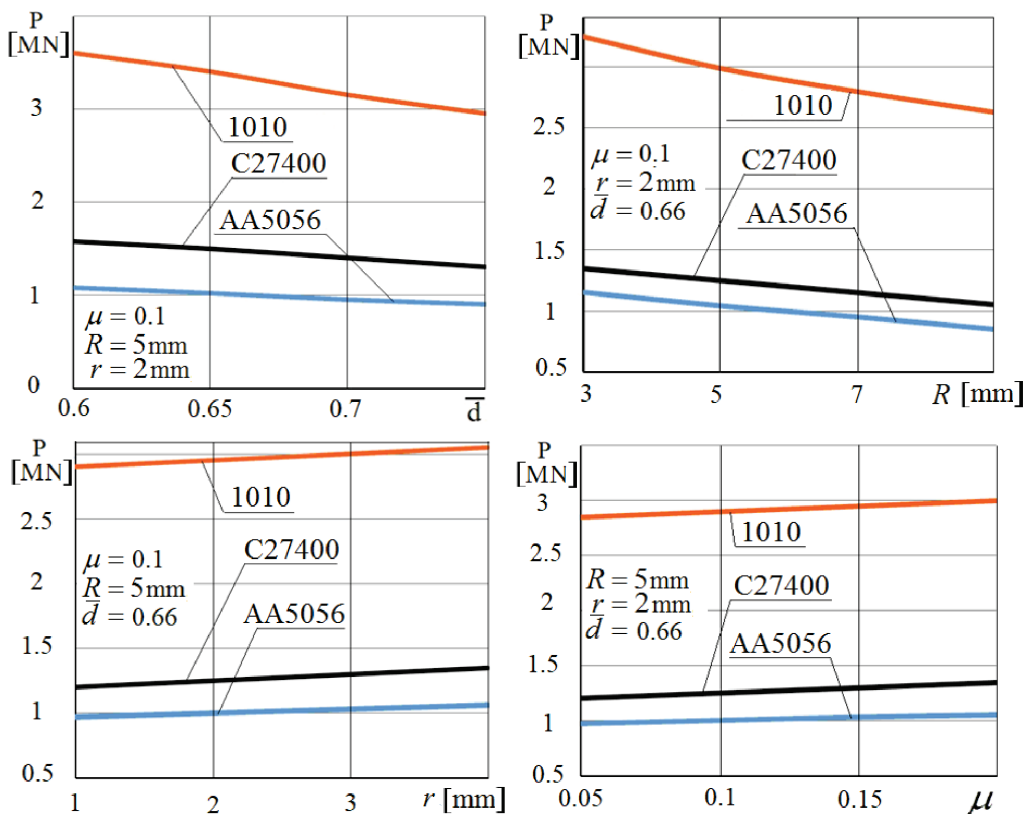 P
[MN]
3
2
1
0
1010
C27400
AA5056
μ = 0.1
R = 5mm
r = 2mm
0.6
0.65
0.7
d̅
P
[MN]
2.5
2
1.5
1
0.5
1010
μ = 0.1
r = 2mm
d̅ = 0.66
C27400
AA5056
3
5
7
R [mm]
P
[MN]
2.5
2
1.5
1
0.5
1010
μ = 0.1
R = 5mm
d̅ = 0.66
C27400
AA5056
1
2
3
r [mm]
P
[MN]
3
2.5
2
1.5
1
0.5
1010
R = 5mm
r = 2mm
d̅ = 0.66
C27400
AA5056
0.05
0.1
0.15
μ